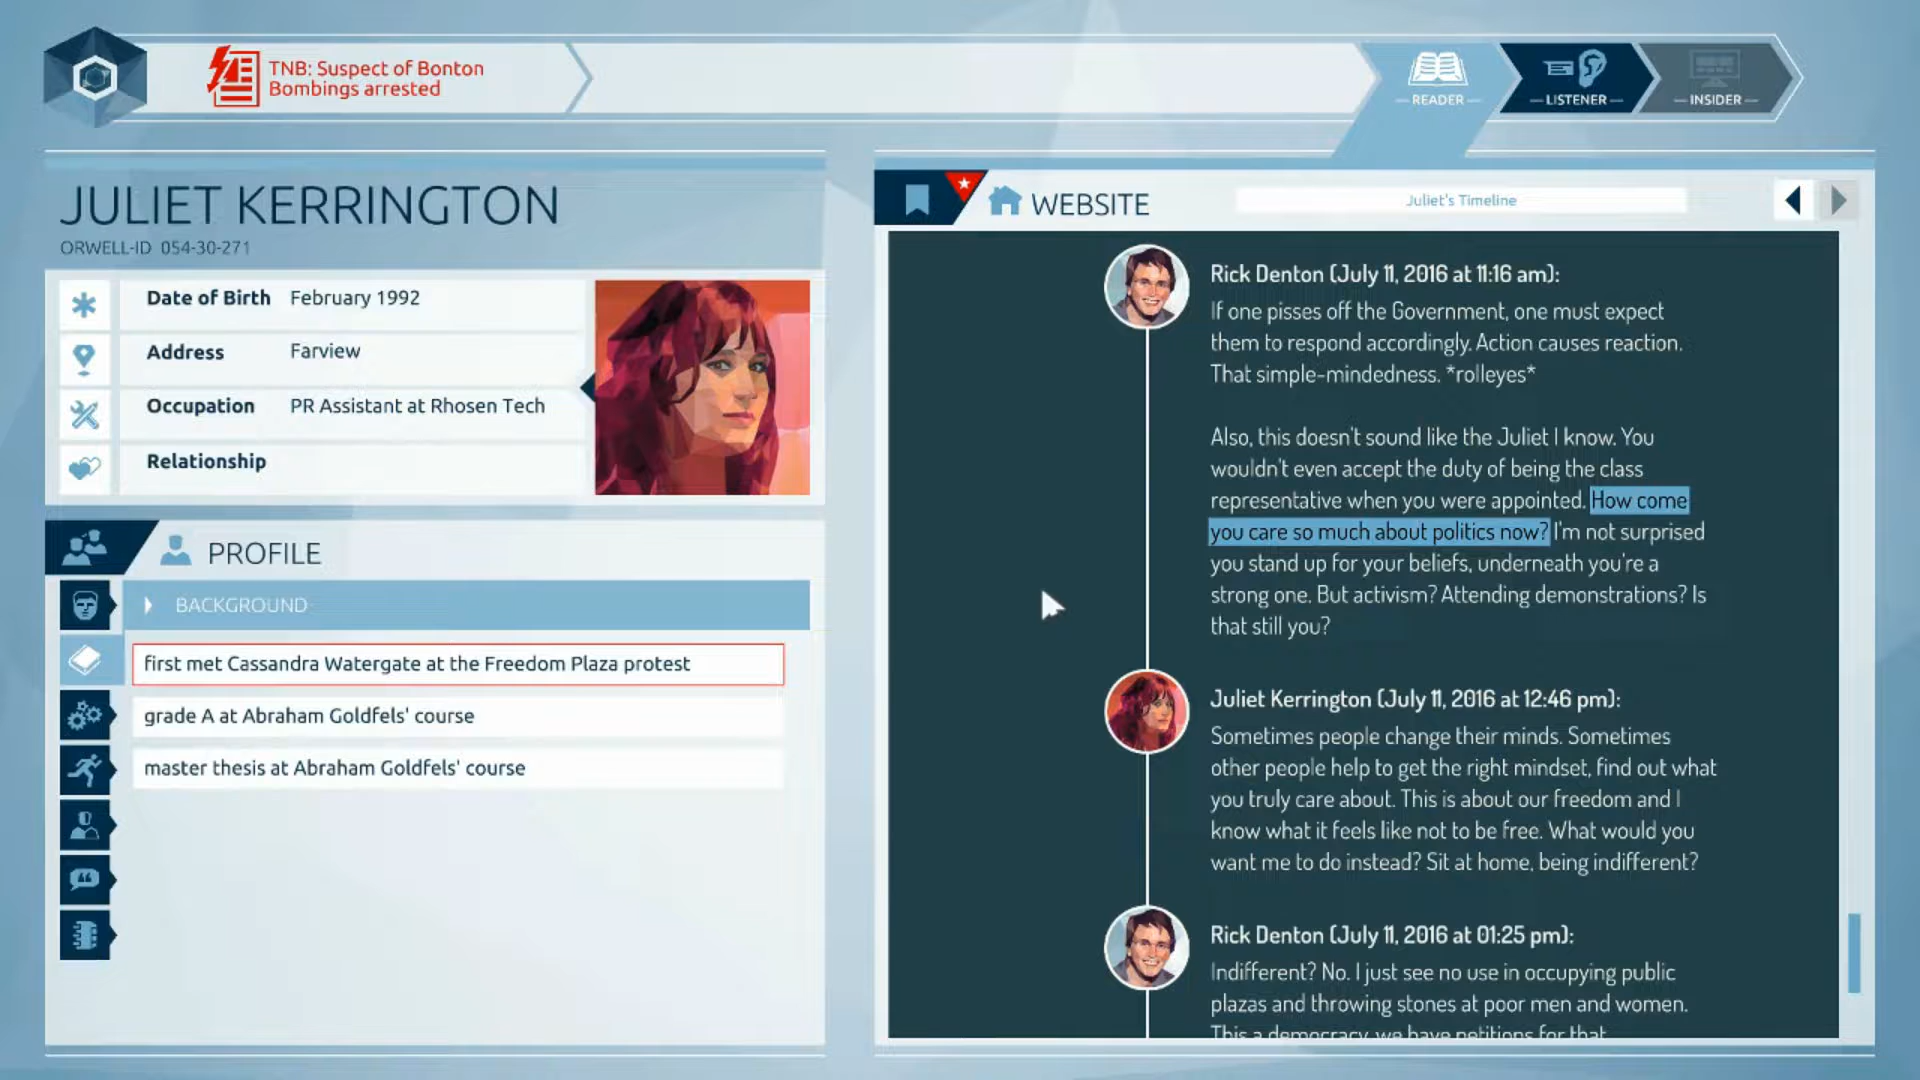 TNB: Suspect of Bonton
Bombings arrested
READER
LISTENER
INSIDER
JULIET KERRINGTON
ORWELL-ID 054-30-271
Date of Birth February 1992
Address Farview
Occupation PR Assistant at Rhosen Tech
Relationship
PROFILE
BACKGROUND
first met Cassandra Watergate at the Freedom Plaza protest
grade A at Abraham Goldfels' course
master thesis at Abraham Goldfels' course
WEBSITE
Juliet's Timeline
Rick Denton (July 11, 2016 at 11:16 am):
If one pisses off the Government, one must expect
them to respond accordingly. Action causes reaction.
That simple-mindedness. *rolleyes*
Also, this doesn't sound like the Juliet I know. You
wouldn't even accept the duty of being the class
representative when you were appointed. How come
you care so much about politics now? I'm not surprised
you stand up for your beliefs, underneath you're a
strong one. But activism? Attending demonstrations? Is
that still you?
Juliet Kerrington (July 11, 2016 at 12:46 pm):
Sometimes people change their minds. Sometimes
other people help to get the right mindset, find out what
you truly care about. This is about our freedom and I
know what it feels like not to be free. What would you
want me to do instead? Sit at home, being indifferent?
Rick Denton (July 11, 2016 at 01:25 pm):
Indifferent? No. I just see no use in occupying public
plazas and throwing stones at poor men and women.
This a democracy, we have petitions for that